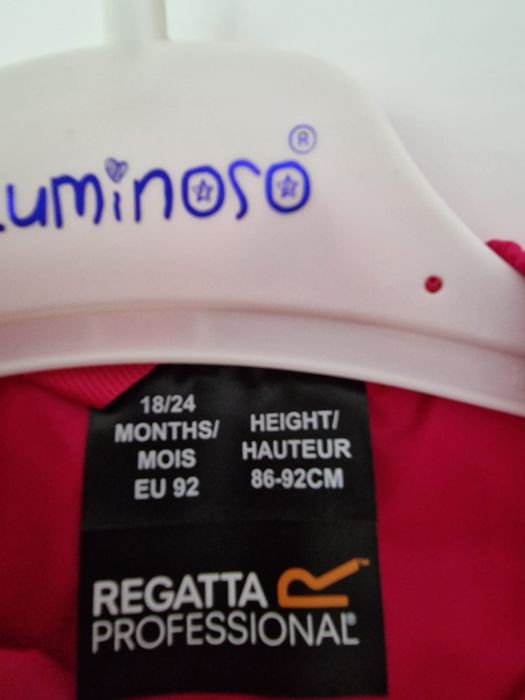 Luminoso®
18/24
MONTHS/
MOIS
EU 92
HEIGHT/
HAUTEUR
86-92CM
REGATTA
PROFESSIONAL®